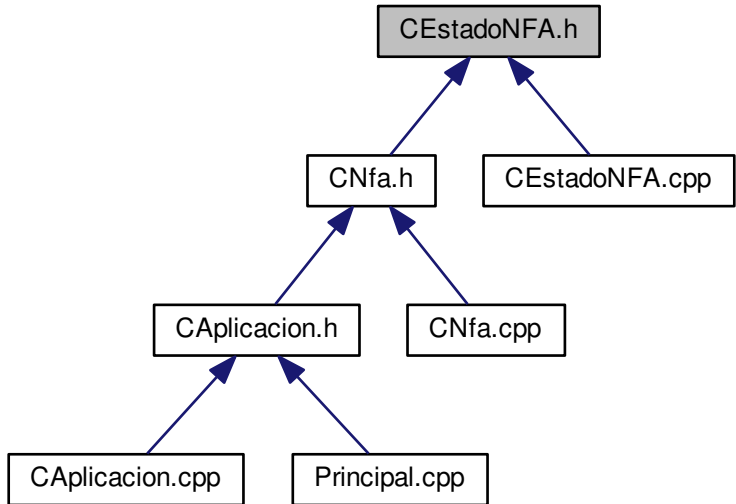 CEstadoNFA.h
CNfa.h
CEstadoNFA.cpp
CAplicacion.h
CNfa.cpp
CAplicacion.cpp
Principal.cpp